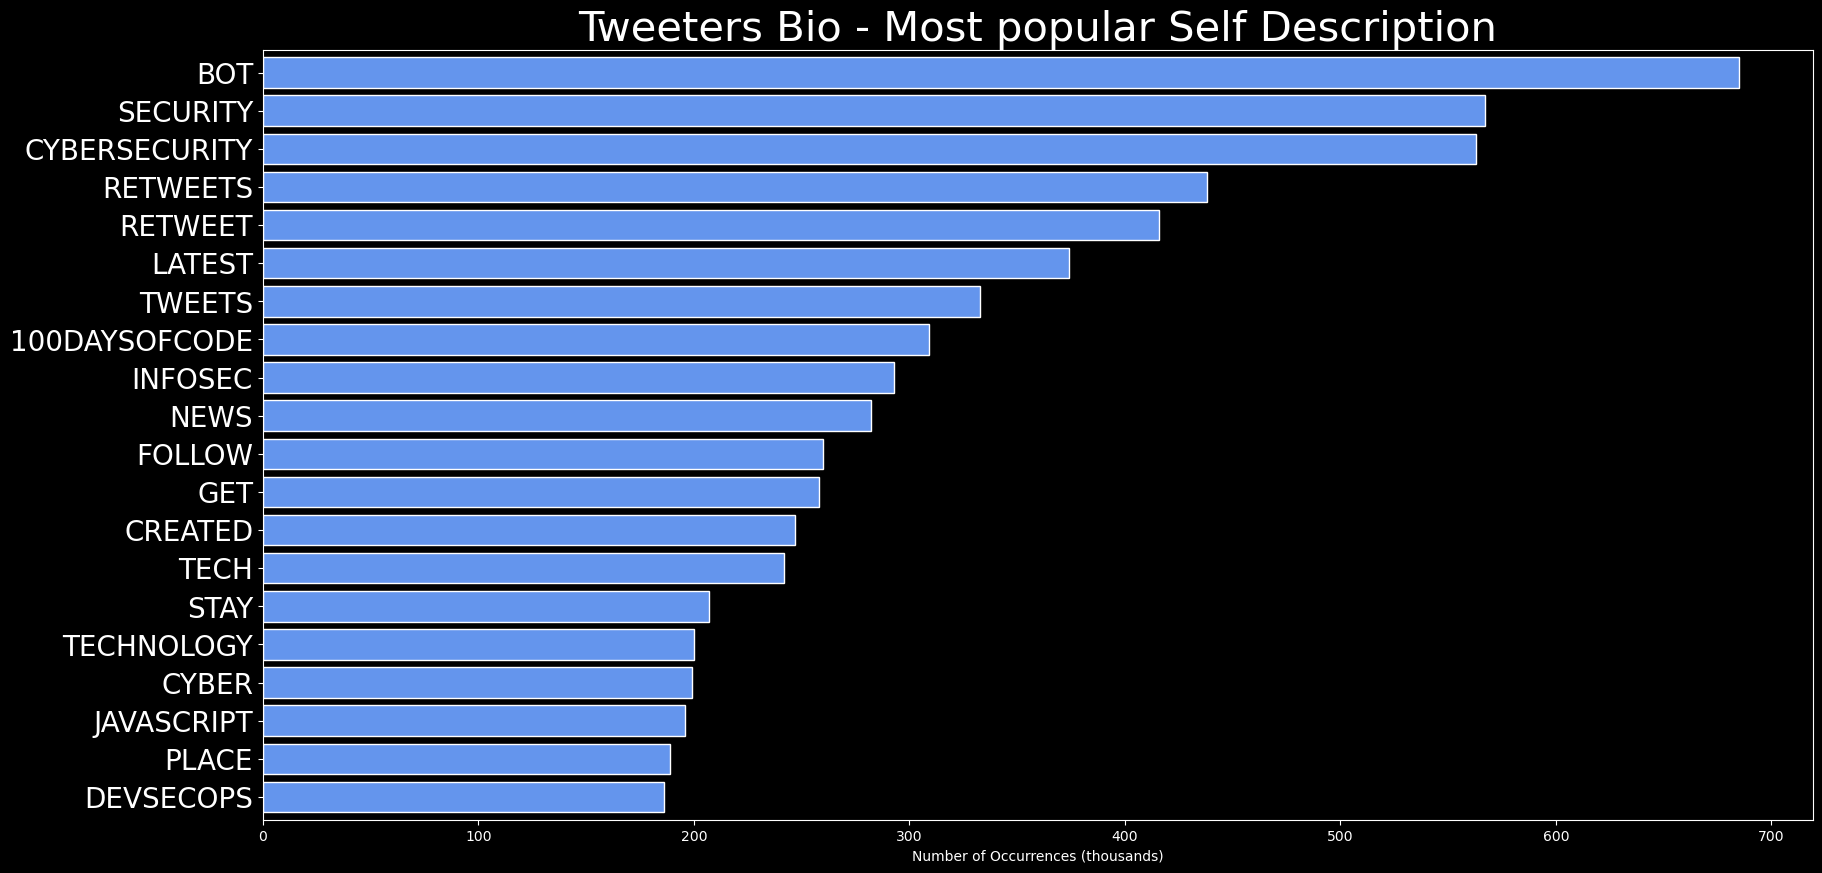 Tweeters Bio - Most popular Self Description
BOT
SECURITY
CYBERSECURITY
RETWEETS
RETWEET
LATEST
TWEETS
100DAYSOFCODE
INFOSEC
NEWS
FOLLOW
GET
CREATED
TECH
STAY
TECHNOLOGY
CYBER
JAVASCRIPT
PLACE
DEVSECOPS
0 100 200 300 400 500 600 700
Number of Occurrences (thousands)